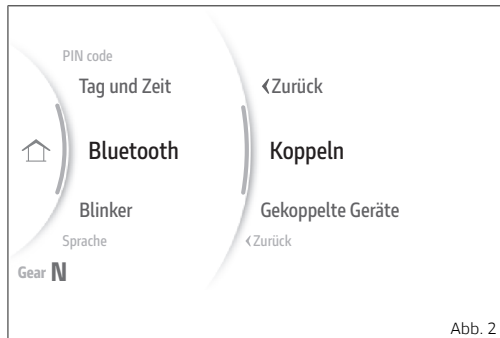 PIN code
Tag und Zeit
Bluetooth
Blinker
Sprache
Gear N
‹Zurück
Koppeln
Gekoppelte Geräte
‹Zurück
Abb. 2